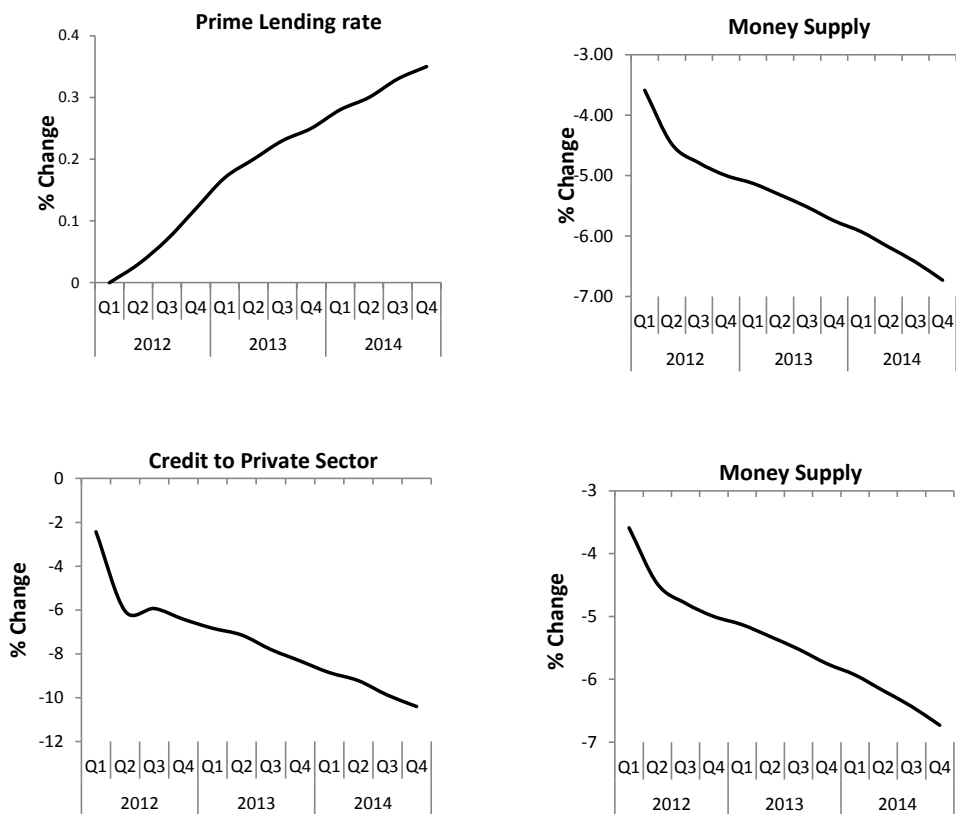 Prime Lending rate
% Change
0.4
0.3
0.2
0.1
0
Q1 Q2 Q3 Q4 Q1 Q2 Q3 Q4 Q1 Q2 Q3 Q4
2012 2013 2014
Money Supply
% Change
-3.00
-4.00
-5.00
-6.00
-7.00
Q1 Q2 Q3 Q4 Q1 Q2 Q3 Q4 Q1 Q2 Q3 Q4
2012 2013 2014
Credit to Private Sector
% Change
0
-2
-4
-6
-8
-10
-12
Q1 Q2 Q3 Q4 Q1 Q2 Q3 Q4 Q1 Q2 Q3 Q4
2012 2013 2014
Money Supply
% Change
-3
-4
-5
-6
-7
Q1 Q2 Q3 Q4 Q1 Q2 Q3 Q4 Q1 Q2 Q3 Q4
2012 2013 2014